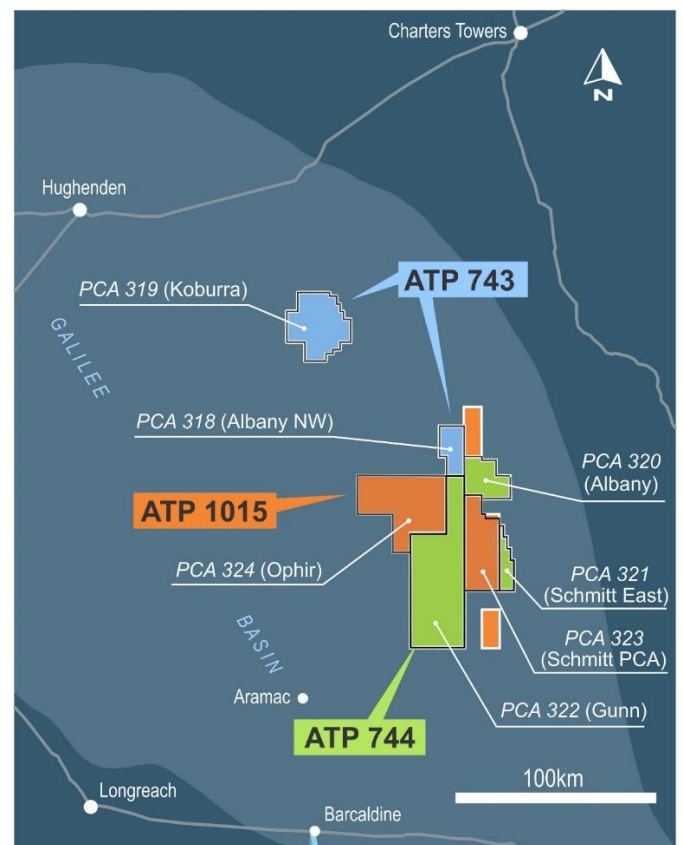 Charters Towers
N
Hughenden
ATP 743
PCA 319 (Koburra)
GALILEE
PCA 318 (Albany NW)
PCA 320
(Albany)
ATP 1015
PCA 324 (Ophir)
PCA 321
(Schmitt East)
PCA 323
(Schmitt PCA)
BASIN
Aramac
PCA 322 (Gunn)
ATP 744
100km
Longreach
Barcaldine